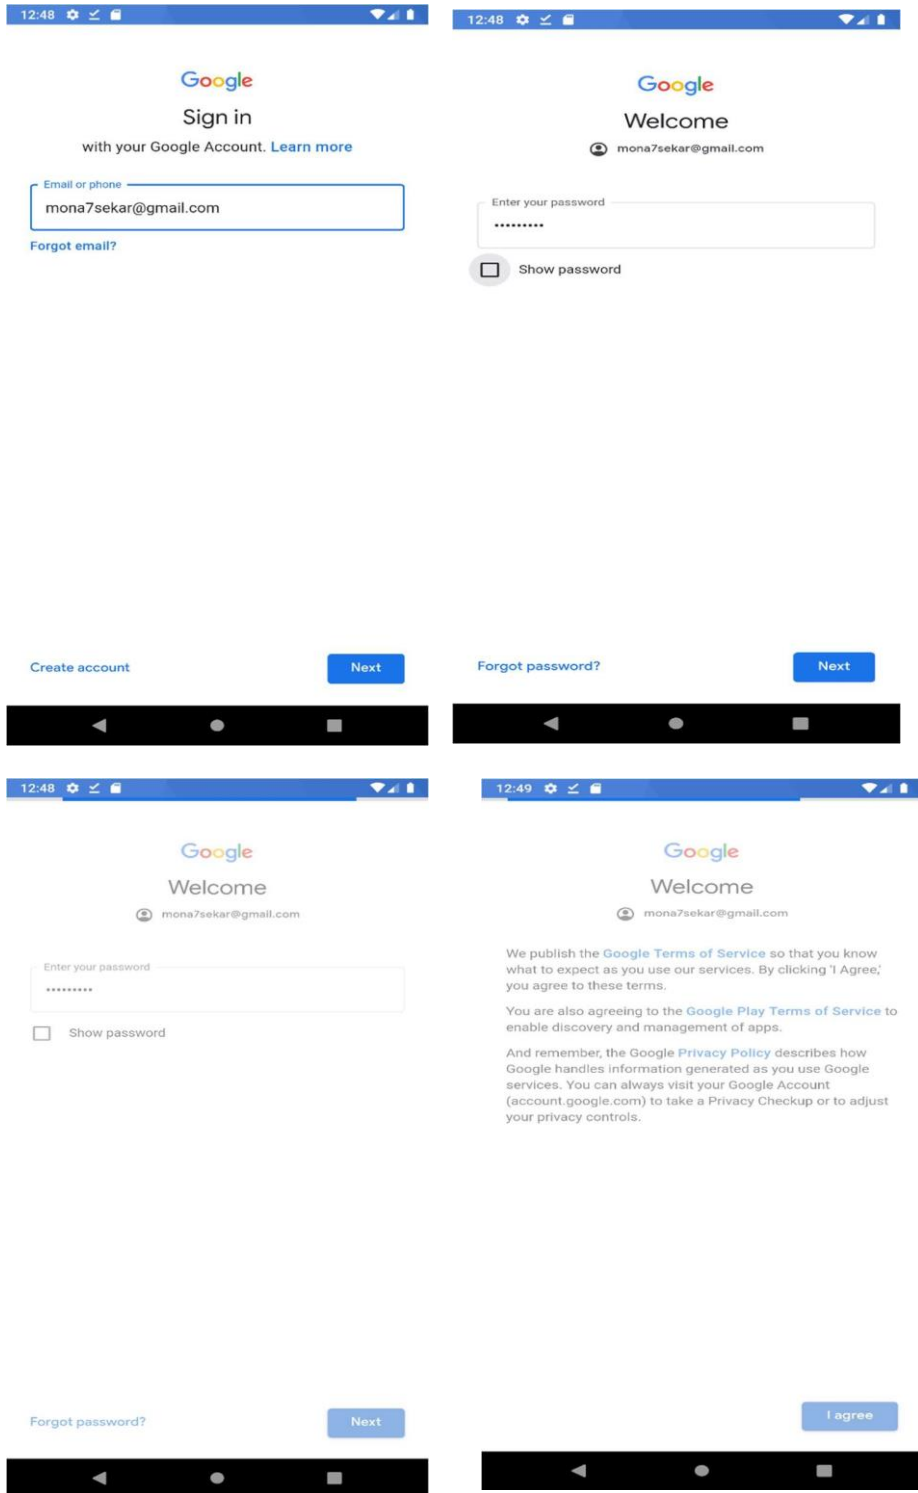 12:48
Google
Sign in
with your Google Account. Learn more
Email or phone
mona7sekar@gmail.com
Forgot email?
Create account
Next
12:48
Google
Welcome
mona7sekar@gmail.com
Enter your password
•••••••••
Show password
Forgot password?
Next
12:48
Google
Welcome
mona7sekar@gmail.com
Enter your password
•••••••••
Show password
Forgot password?
Next
12:49
Google
Welcome
mona7sekar@gmail.com
We publish the Google Terms of Service so that you know
what to expect as you use our services. By clicking 'I Agree,'
you agree to these terms.
You are also agreeing to the Google Play Terms of Service to
enable discovery and management of apps.
And remember, the Google Privacy Policy describes how
Google handles information generated as you use Google
services. You can always visit your Google Account
(account.google.com) to take a Privacy Checkup or to adjust
your privacy controls.
I agree